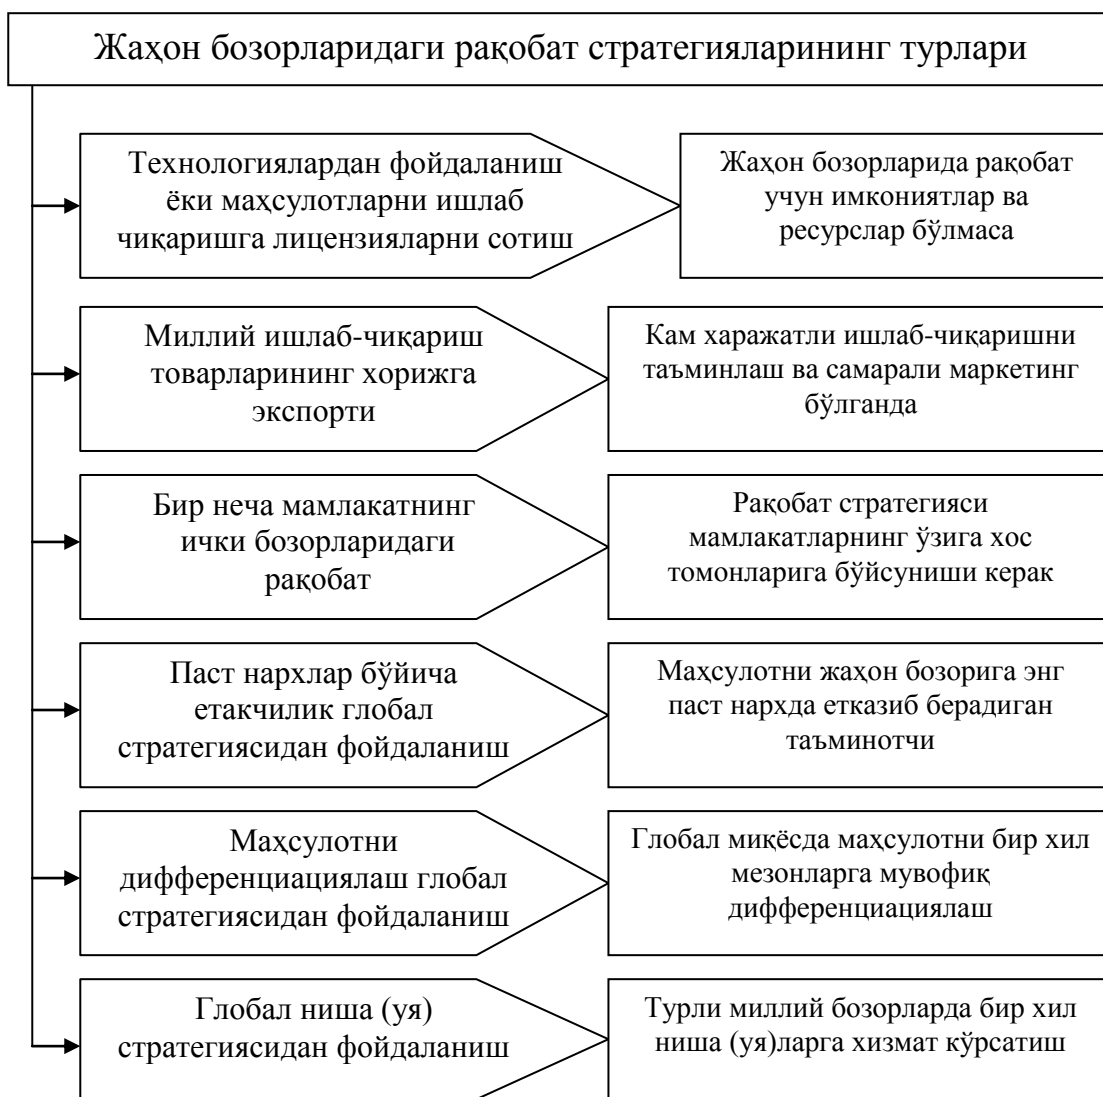 Жаҳон бозорларидаги рақобат стратегияларининг турлари
Технологиялардан фойдаланиш
ёки маҳсулотларни ишлаб
чиқаришга лицензияларни сотиш
Жаҳон бозорларида рақобат
учун имкониятлар ва
ресурслар бўлмаса
Миллий ишлаб-чиқариш
товарларининг хорижга
экспорти
Кам харажатли ишлаб-чиқаришни
таъминлаш ва самарали маркетинг
бўлганда
Бир неча мамлакатнинг
ички бозорларидаги
рақобат
Рақобат стратегияси
мамлакатларнинг ўзига хос
томонларига бўйсуниши керак
Паст нархлар бўйича
етакчилик глобал
стратегиясидан фойдаланиш
Маҳсулотни жаҳон бозорига энг
паст нархда етказиб берадиган
таъминотчи
Маҳсулотни
дифференциациялаш глобал
стратегиясидан фойдаланиш
Глобал миқёсда маҳсулотни бир хил
мезонларга мувофиқ
дифференциациялаш
Глобал ниша (уя)
стратегиясидан фойдаланиш
Турли миллий бозорларда бир хил
ниша (уя)ларга хизмат кўрсатиш